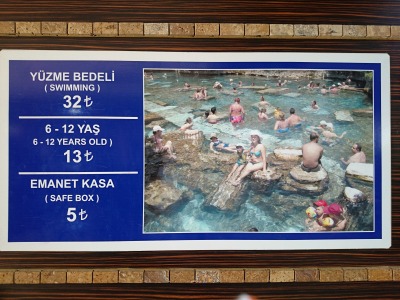 YÜZME BEDELİ
( SWIMMING )
32 ₺
6 - 12 YAŞ
6 - 12 YEARS OLD )
13 ₺
EMANET KASA
(SAFE BOX )
5 ₺